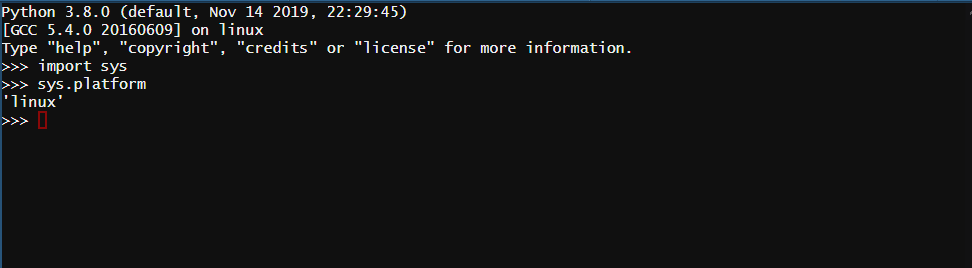 Python 3.8.0 (default, Nov 14 2019, 22:29:45)
[GCC 5.4.0 20160609] on linux
Type "help", "copyright", "credits" or "license" for more information.
>>> import sys
>>> sys.platform
'linux'
>>>